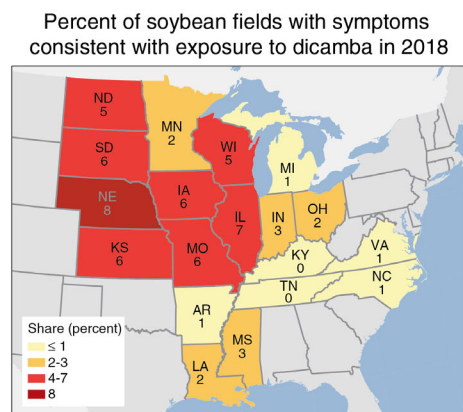 Percent of soybean fields with symptoms
consistent with exposure to dicamba in 2018
ND
5
MN
2
SD
6
WI
5
MI
1
NE
8
IA
6
IL
7
IN
3
OH
2
KS
6
MO
6
KY
0
VA
1
TN
0
NC
1
AR
1
MS
3
LA
2
Share (percent)
≤ 1
2-3
4-7
8